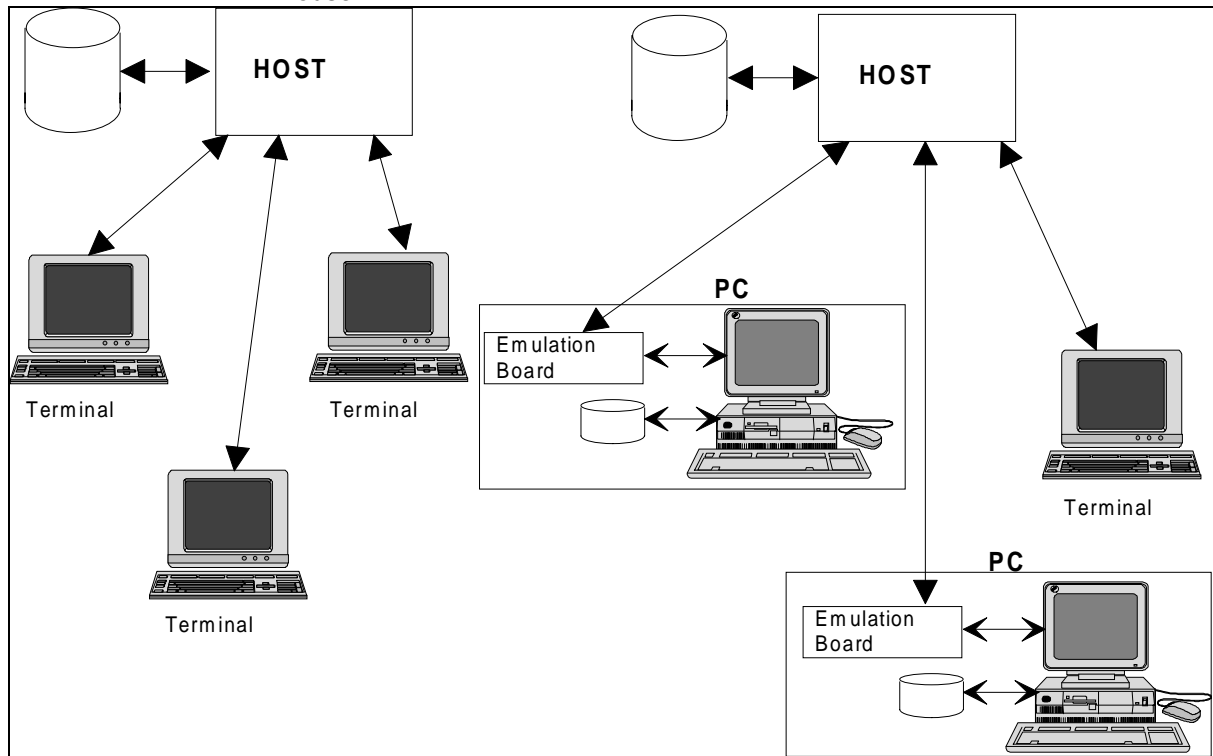 HOST
HOST
Terminal
Terminal
Terminal
PC
Emulation
Board
Terminal
PC
Emulation
Board